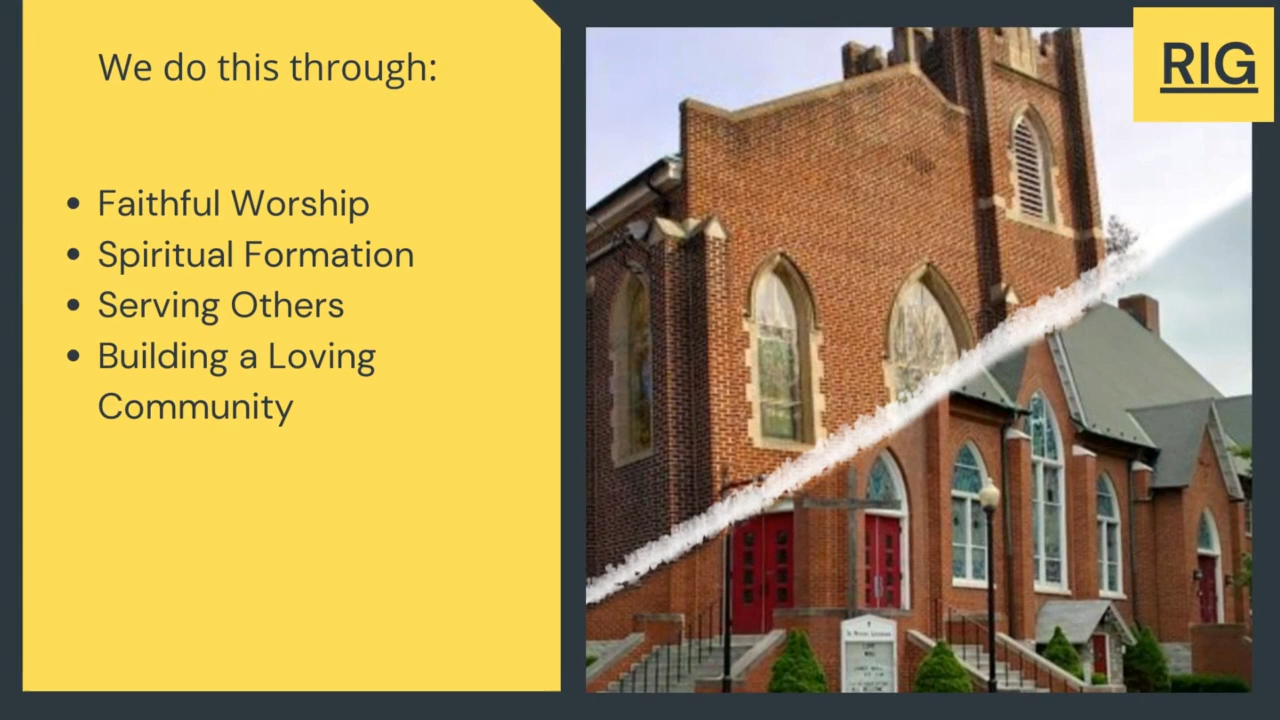 We do this through:
RIG
• Faithful Worship
• Spiritual Formation
• Serving Others
• Building a Loving
Community